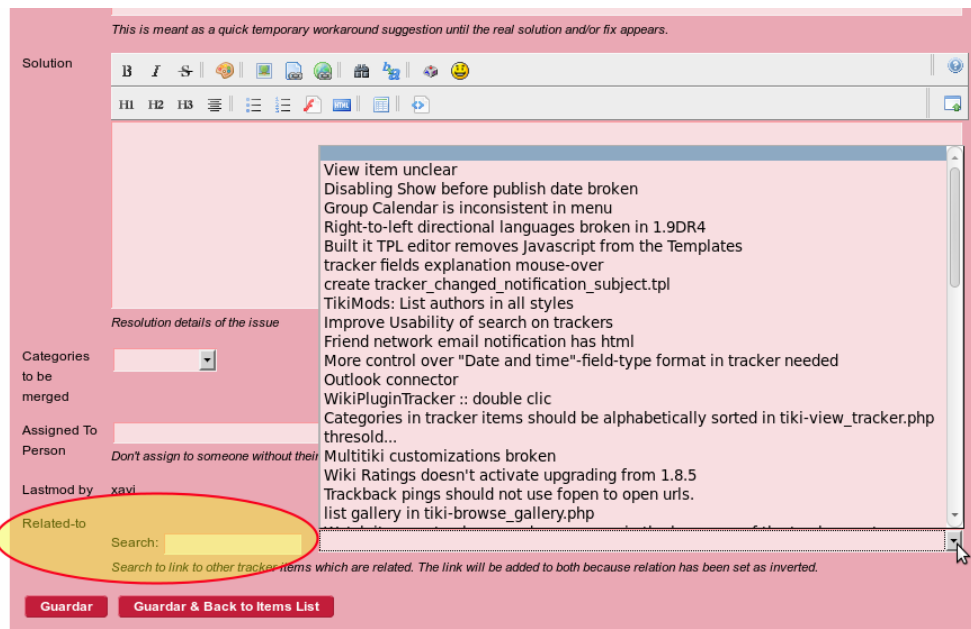 This is meant as a quick temporary workaround suggestion until the real solution and/or fix appears.
Solution
B I S
H1 H2 H3 HTML
View item unclear
Disabling Show before publish date broken
Group Calendar is inconsistent in menu
Right-to-left directional languages broken in 1.9DR4
Built it TPL editor removes Javascript from the Templates
tracker fields explanation mouse-over
create tracker_changed_notification_subject.tpl
TikiMods: List authors in all styles
Resolution details of the issue
Improve Usability of search on trackers
Friend network email notification has html
Categories
to be
merged
More control over "Date and time"-field-type format in tracker needed
Outlook connector
WikiPluginTracker :: double clic
Categories in tracker items should be alphabetically sorted in tiki-view_tracker.php
thresold...
Assigned To
Person
Don't assign to someone without their
Multitiki customizations broken
Wiki Ratings doesn't activate upgrading from 1.8.5
Trackback pings should not use fopen to open urls.
list gallery in tiki-browse_gallery.php
Lastmod by xavi
Related-to
Search:
Search to link to other tracker items which are related. The link will be added to both because relation has been set as inverted.
Guardar
Guardar & Back to Items List